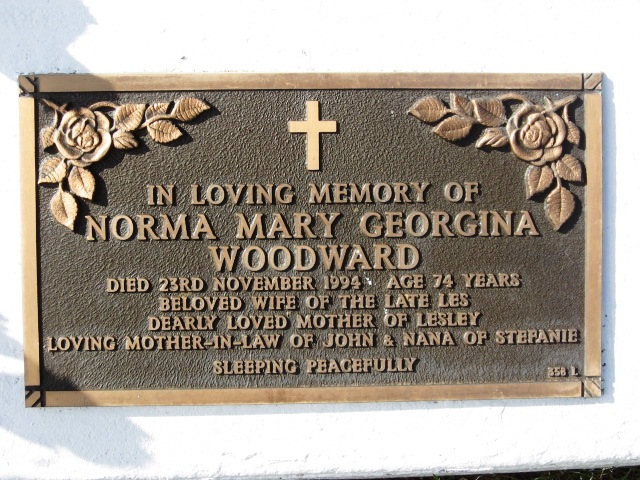 IN LOVING MEMORY OF
NORMA MARY GEORGINA
WOODWARD
DIED 23RD NOVEMBER 1994 AGE 74 YEARS
BELOVED WIFE OF THE LATE LES
DEARLY LOVED MOTHER OF LESLEY
LOVING MOTHER-IN-LAW OF JOHN & NANA OF STEFANIE
SLEEPING PEACEFULLY
358 L